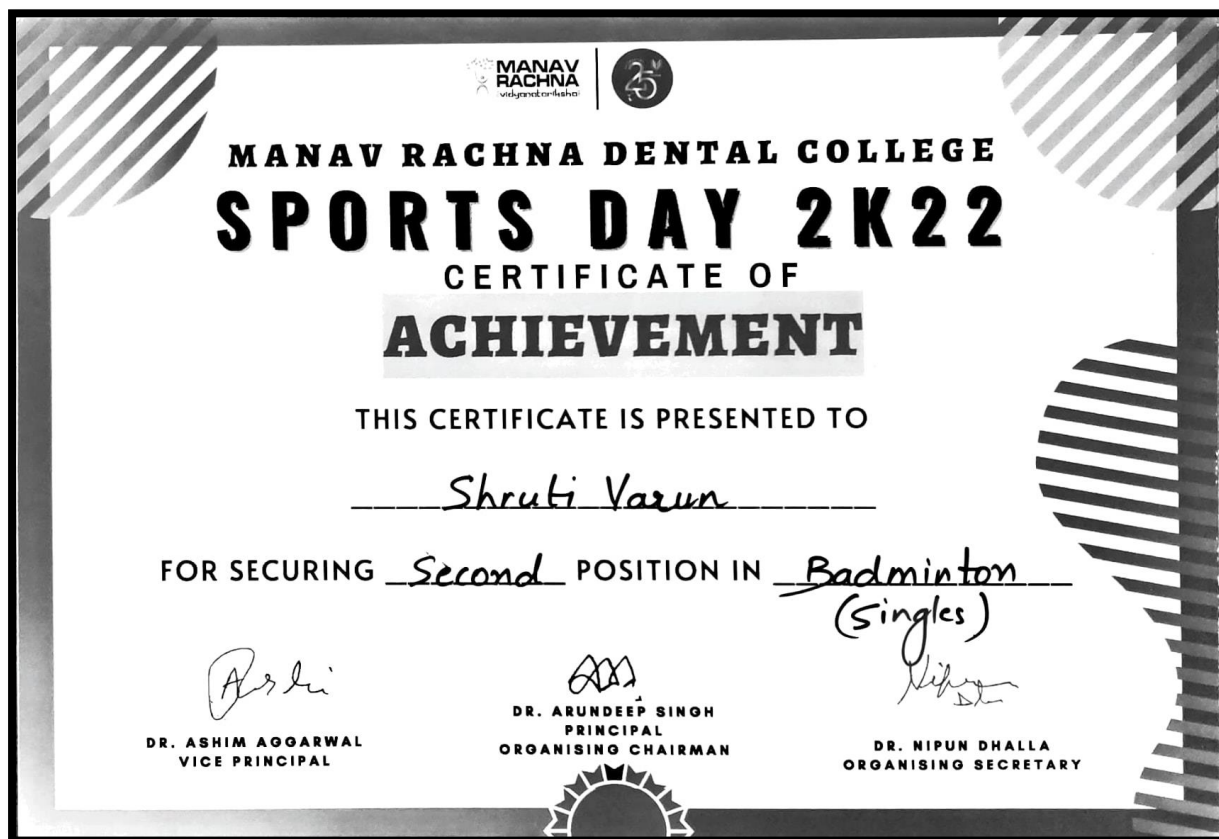 MANAV
RACHNA
vidyanatariksha
25
MANAV RACHNA DENTAL COLLEGE
SPORTS DAY 2K22
CERTIFICATE OF
ACHIEVEMENT
THIS CERTIFICATE IS PRESENTED TO
Shruti Varun
FOR SECURING Second POSITION IN Badminton
(Singles)
DR. ASHIM AGGARWAL
VICE PRINCIPAL
DR. ARUNDEEP SINGH
PRINCIPAL
ORGANISING CHAIRMAN
DR. NIPUN DHALLA
ORGANISING SECRETARY